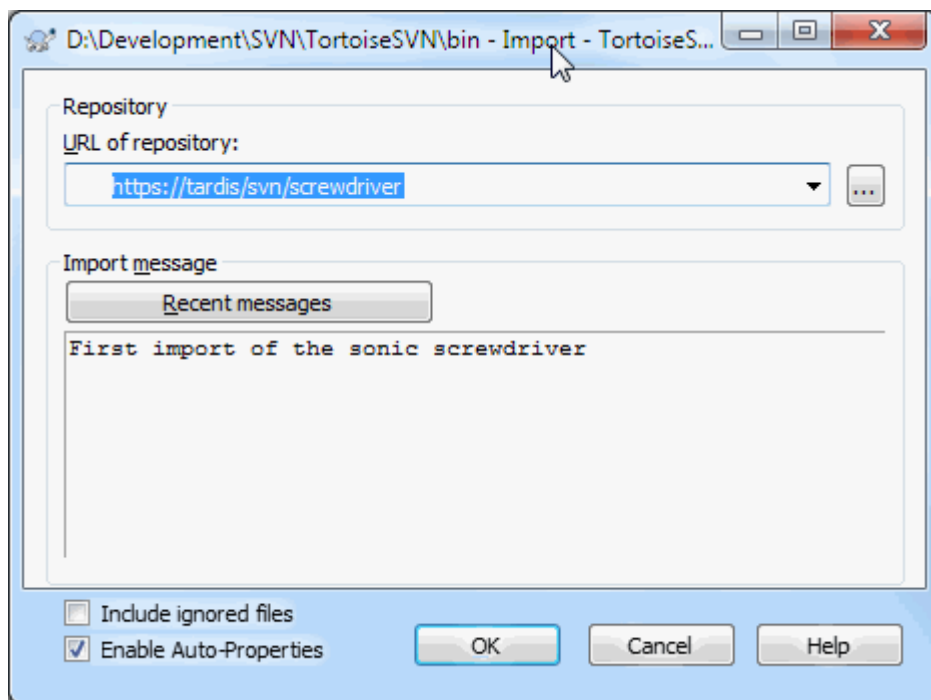 D:\Development\SVN\TortoiseSVN\bin - Import - TortoiseS...
Repository
URL of repository:
https://tardis/svn/screwdriver
...
Import message
Recent messages
First import of the sonic screwdriver
Include ignored files
Enable Auto-Properties
OK
Cancel
Help